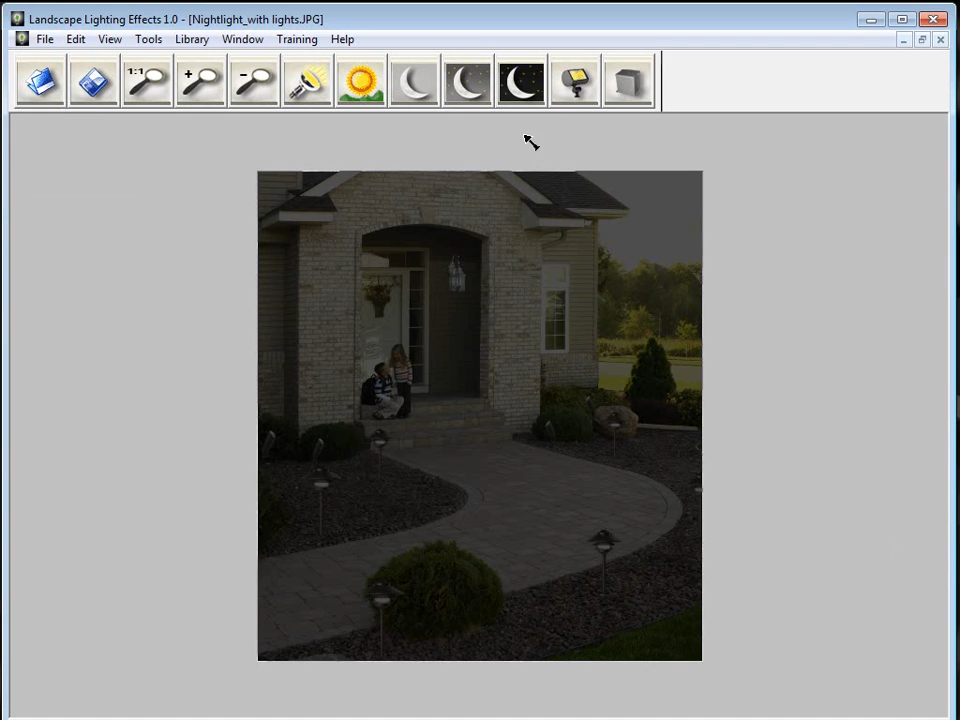 Landscape Lighting Effects 1.0 - [Nightlight_with lights.JPG]
File Edit View Tools Library Window Training Help
1:1